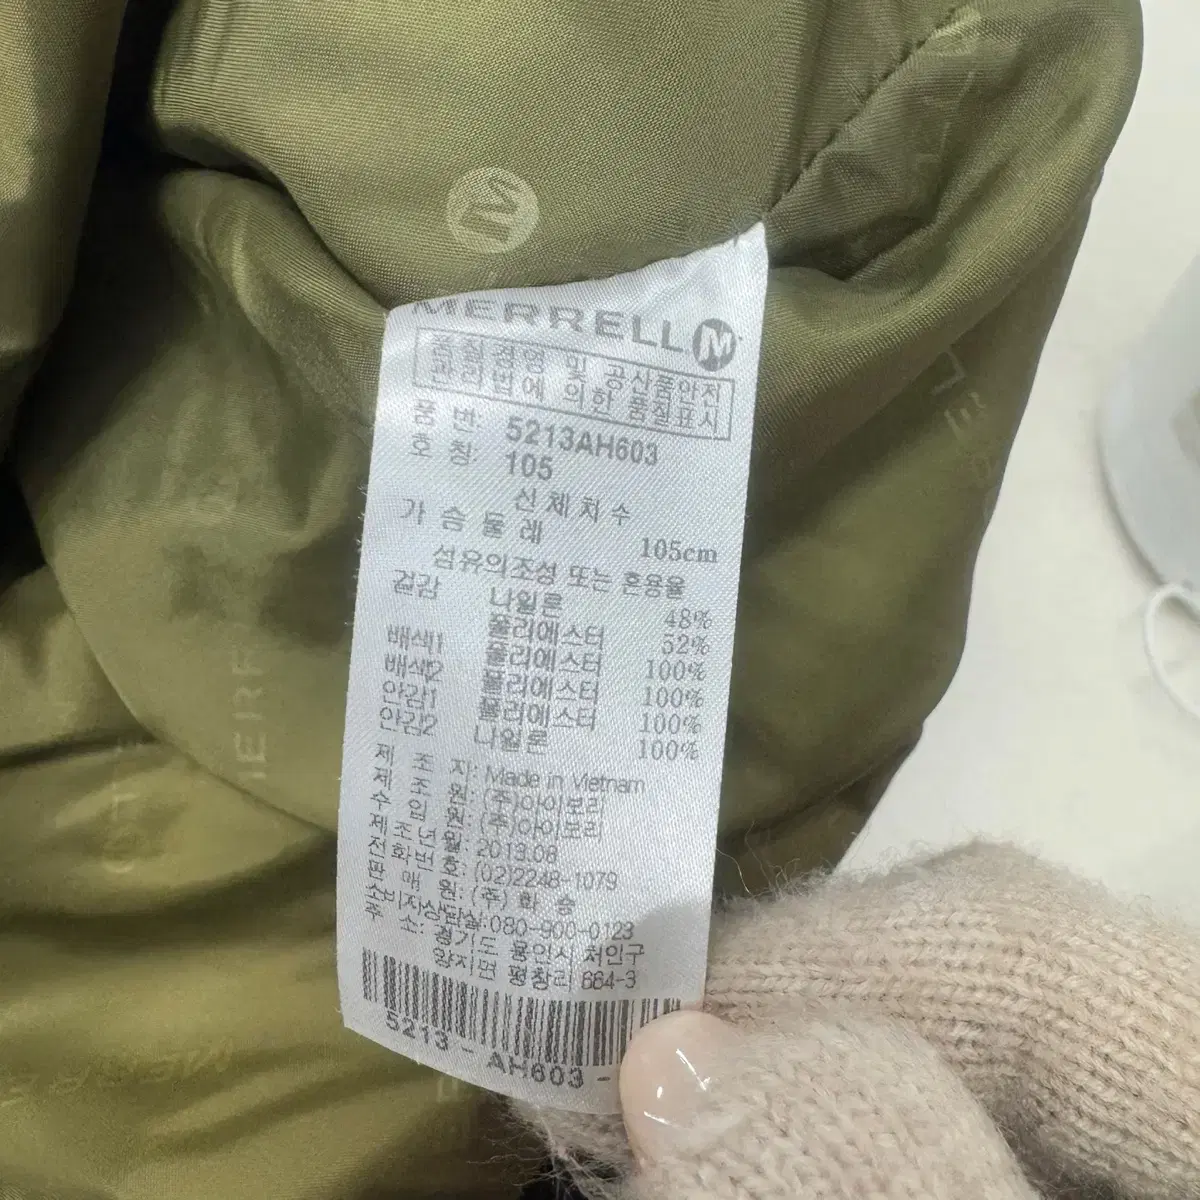 MERRELL M
품질경영 및 공산품안전
관리법에 의한 품질표시
품 번: 5213AH603
호 칭: 105
신 체 치 수
가 슴 둘 레 105cm
섬유의조성 또는 혼용율
겉감 나일론 48%
폴리에스터 52%
배색1 폴리에스터 100%
배색2 폴리에스터 100%
안감1 폴리에스터 100%
안감2 나일론 100%
제 조 지: Made in Vietnam
제 조 원: (주)아이보리
수 입 원: (주)아이보리
제조년월: 2013.08
전화번호: (02)2248-1079
판 매 원: (주) 화 승
소비자상담실:080-900-0123
주 소: 경기도 용인시 처인구
양지면 평창리 664-3
5213 - AH603 -